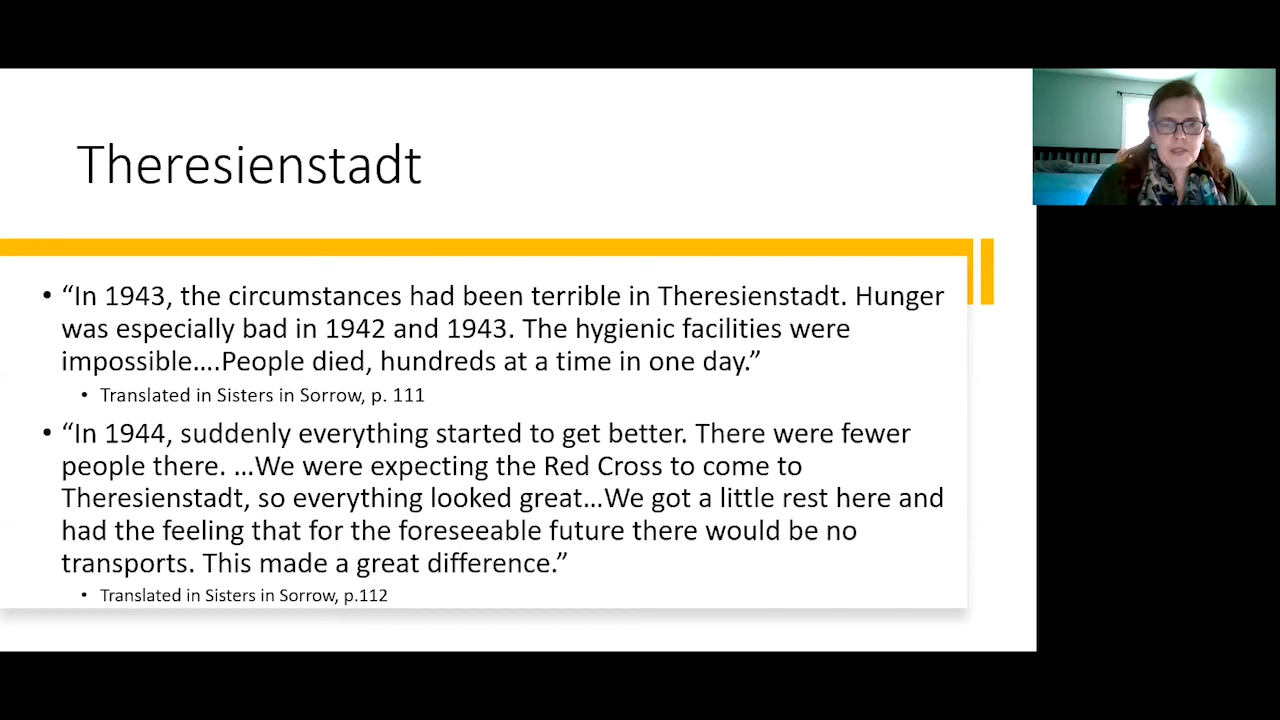 Theresienstadt
• “In 1943, the circumstances had been terrible in Theresienstadt. Hunger
was especially bad in 1942 and 1943. The hygienic facilities were
impossible….People died, hundreds at a time in one day.”
• Translated in Sisters in Sorrow, p. 111
• “In 1944, suddenly everything started to get better. There were fewer
people there. …We were expecting the Red Cross to come to
Theresienstadt, so everything looked great…We got a little rest here and
had the feeling that for the foreseeable future there would be no
transports. This made a great difference.”
• Translated in Sisters in Sorrow, p.112